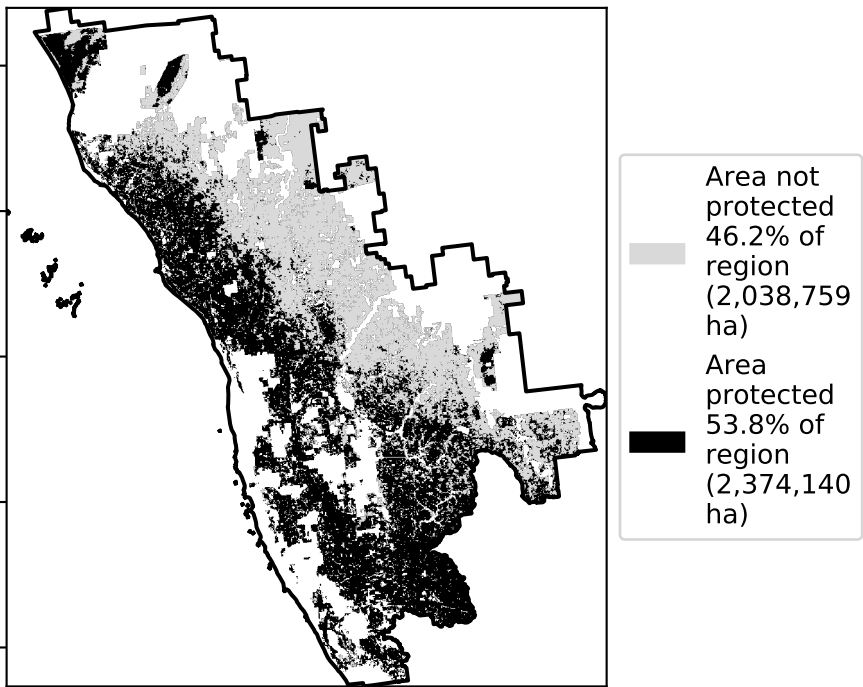 Area not
protected
46.2% of
region
(2,038,759
ha)
Area
protected
53.8% of
region
(2,374,140
ha)